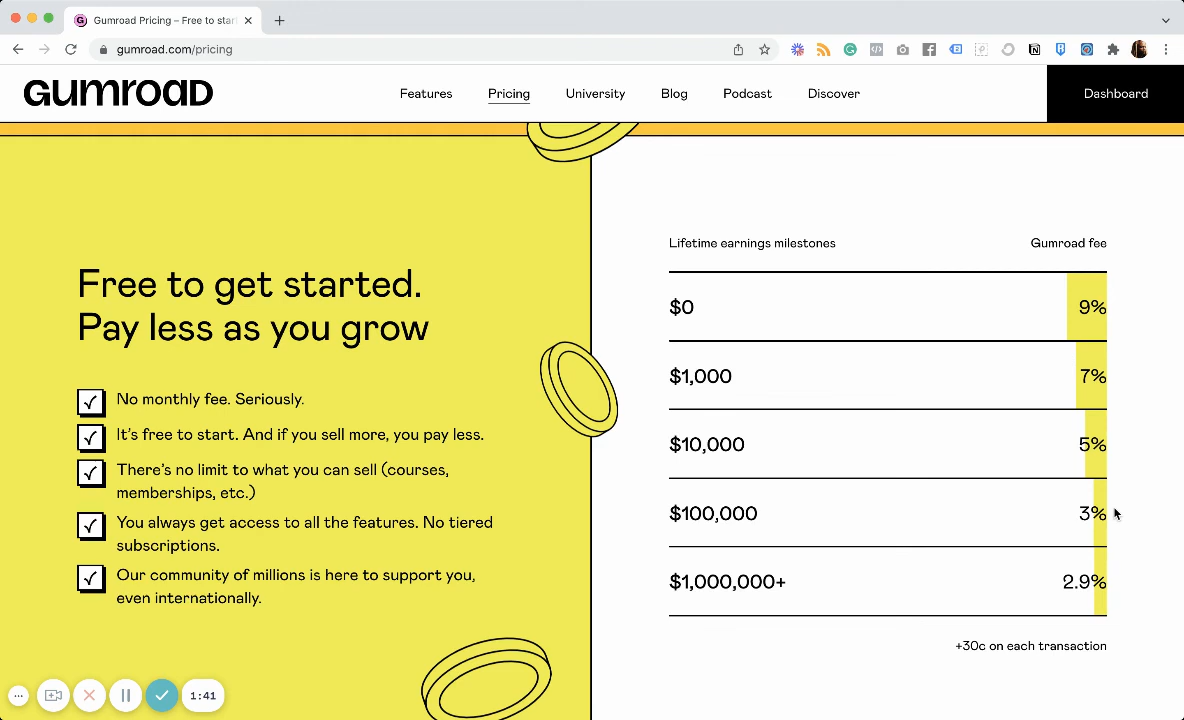 Gumroad Pricing – Free to star
gumroad.com/pricing
GUMROAD
Features
Pricing
University
Blog
Podcast
Discover
Dashboard
Free to get started.
Pay less as you grow
No monthly fee. Seriously.
It's free to start. And if you sell more, you pay less.
There's no limit to what you can sell (courses,
memberships, etc.)
You always get access to all the features. No tiered
subscriptions.
Our community of millions is here to support you,
even internationally.
Lifetime earnings milestones
Gumroad fee
$0
9%
$1,000
7%
$10,000
5%
$100,000
3%
$1,000,000+
2.9%
+30c on each transaction
1:41